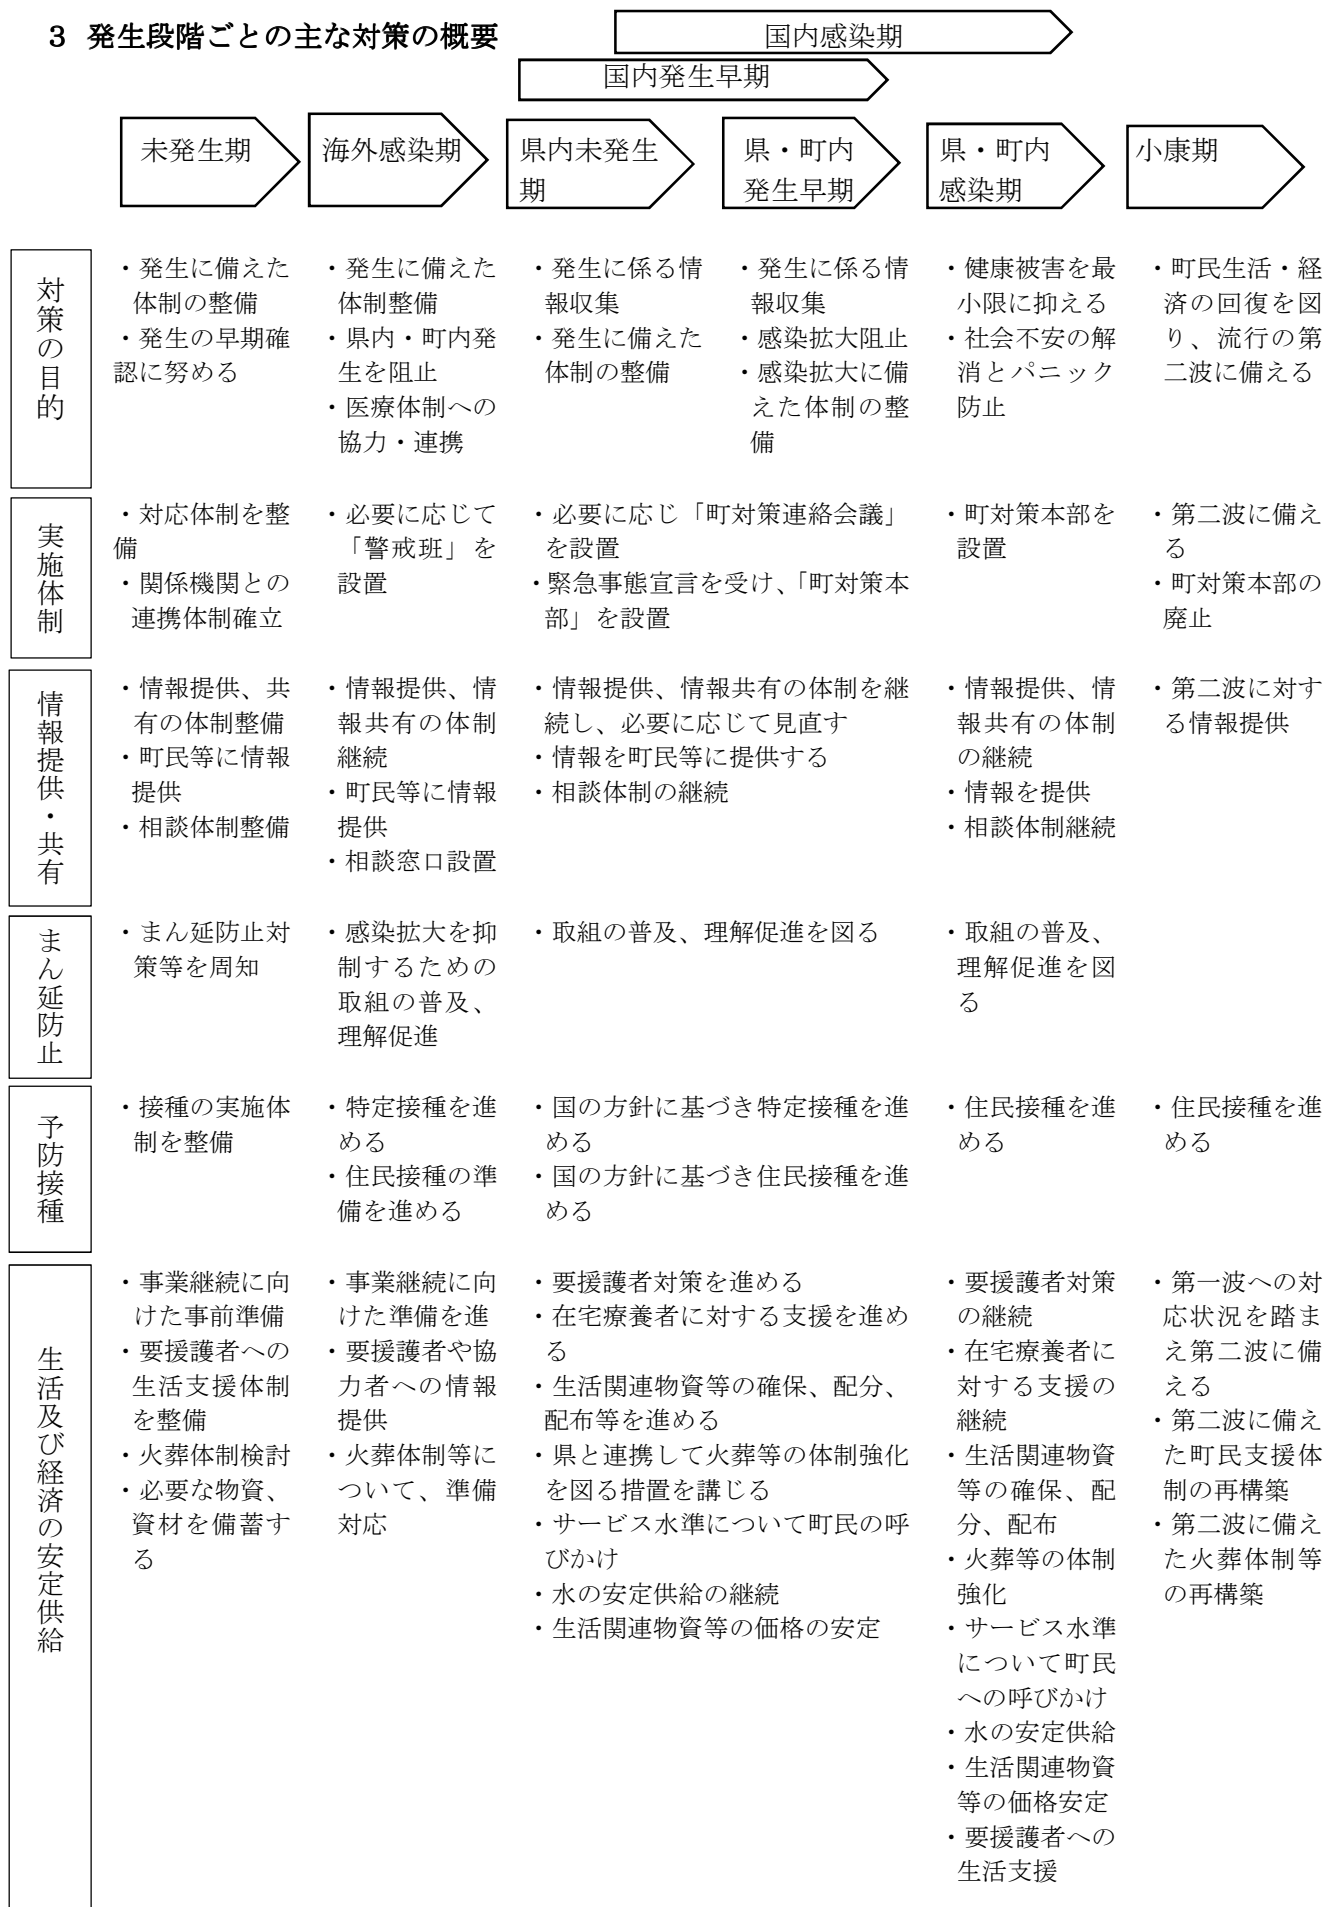 3 発生段階ごとの主な対策の概要
国内感染期
国内発生早期
未発生期
海外感染期
県内未発生
期
県・町内
発生早期
県・町内
感染期
小康期
対策の目的
・発生に備えた
体制の整備
・発生の早期確
認に努める
・発生に備えた
体制整備
・県内・町内発
生を阻止
・医療体制への
協力・連携
・発生に係る情
報収集
・発生に備えた
体制の整備
・発生に係る情
報収集
・感染拡大阻止
・感染拡大に備
えた体制の整
備
・健康被害を最
小限に抑える
・社会不安の解
消とパニック
防止
・町民生活・経
済の回復を図
り、流行の第
二波に備える
実施体制
・対応体制を整
備
・関係機関との
連携体制確立
・必要に応じて
「警戒班」を
設置
・必要に応じ「町対策連絡会議」
を設置
・緊急事態宣言を受け、「町対策本
部」を設置
・町対策本部を
設置
・第二波に備え
る
・町対策本部の
廃止
情報提供・共有
・情報提供、共
有の体制整備
・町民等に情報
提供
・相談体制整備
・情報提供、情
報共有の体制
継続
・町民等に情報
提供
・相談窓口設置
・情報提供、情報共有の体制を継
続し、必要に応じて見直す
・情報を町民等に提供する
・相談体制の継続
・情報提供、情
報共有の体制
の継続
・情報を提供
・相談体制継続
・第二波に対す
る情報提供
まん延防止
・まん延防止対
策等を周知
・感染拡大を抑
制するための
取組の普及、
理解促進
・取組の普及、理解促進を図る
・取組の普及、
理解促進を図
る
予防接種
・接種の実施体
制を整備
・特定接種を進
める
・住民接種の準
備を進める
・国の方針に基づき特定接種を進
める
・国の方針に基づき住民接種を進
める
・住民接種を進
める
・住民接種を進
める
生活及び経済の安定供給
・事業継続に向
けた事前準備
・要援護者への
生活支援体制
を整備
・火葬体制検討
・必要な物資、
資材を備蓄す
る
・事業継続に向
けた準備を進
・要援護者や協
力者への情報
提供
・火葬体制等に
ついて、準備
対応
・要援護者対策を進める
・在宅療養者に対する支援を進め
る
・生活関連物資等の確保、配分、
配布等を進める
・県と連携して火葬等の体制強化
を図る措置を講じる
・サービス水準について町民の呼
びかけ
・水の安定供給の継続
・生活関連物資等の価格の安定
・要援護者対策
の継続
・在宅療養者に
対する支援の
継続
・生活関連物資
等の確保、配
分、配布
・火葬等の体制
強化
・サービス水準
について町民
への呼びかけ
・水の安定供給
・生活関連物資
等の価格安定
・要援護者への
生活支援
・第一波への対
応状況を踏ま
え第二波に備
える
・第二波に備え
た町民支援体
制の再構築
・第二波に備え
た火葬体制等
の再構築